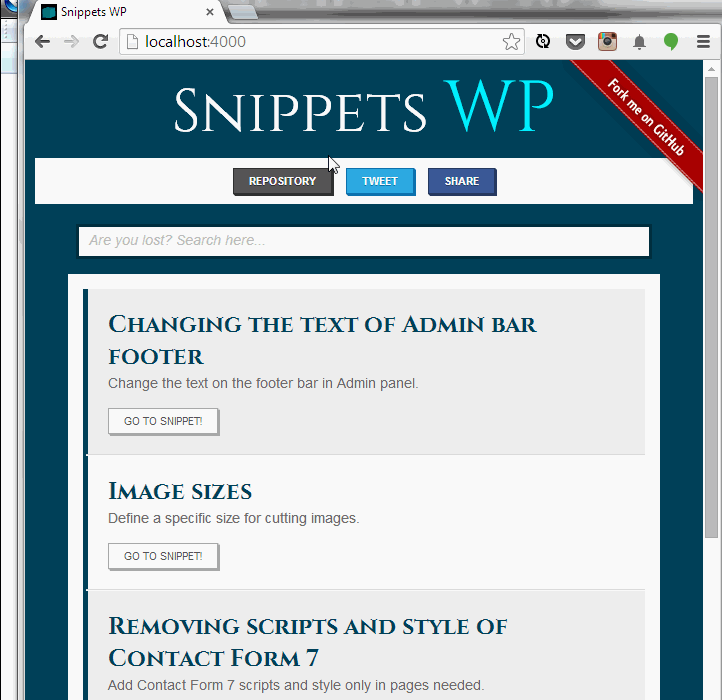 Snippets WP
localhost:4000
Snippets WP
Fork me on GitHub
REPOSITORY TWEET SHARE
Are you lost? Search here...
Changing the text of Admin bar
footer
Change the text on the footer bar in Admin panel.
GO TO SNIPPET!
Image sizes
Define a specific size for cutting images.
GO TO SNIPPET!
Removing scripts and style of
Contact Form 7
Add Contact Form 7 scripts and style only in pages needed.